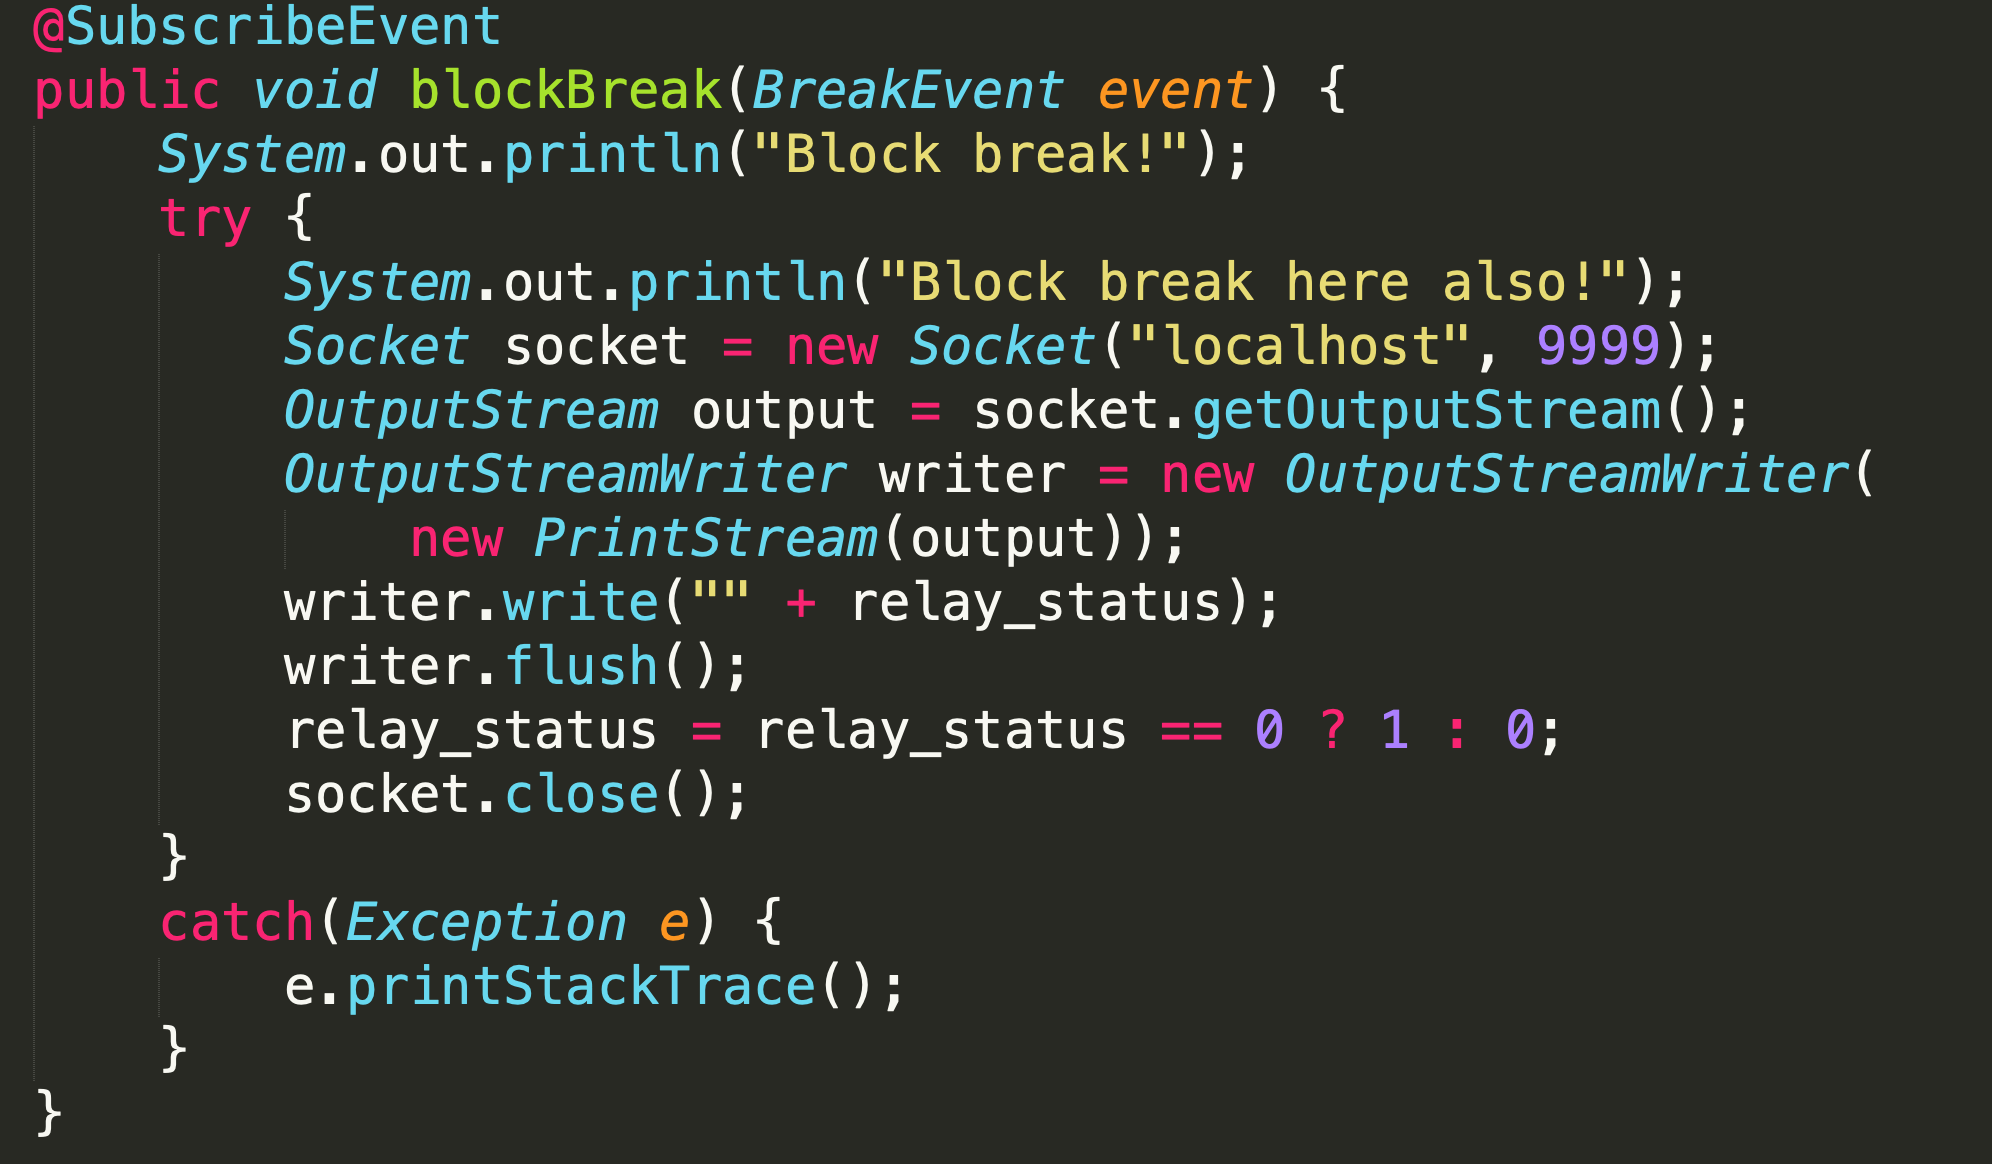 @SubscribeEvent
public void blockBreak(BreakEvent event) {
    System.out.println("Block break!");
    try {
        System.out.println("Block break here also!");
        Socket socket = new Socket("localhost", 9999);
        OutputStream output = socket.getOutputStream();
        OutputStreamWriter writer = new OutputStreamWriter(
            new PrintStream(output));
        writer.write("" + relay_status);
        writer.flush();
        relay_status = relay_status == 0 ? 1 : 0;
        socket.close();
    }
    catch(Exception e) {
        e.printStackTrace();
    }
}